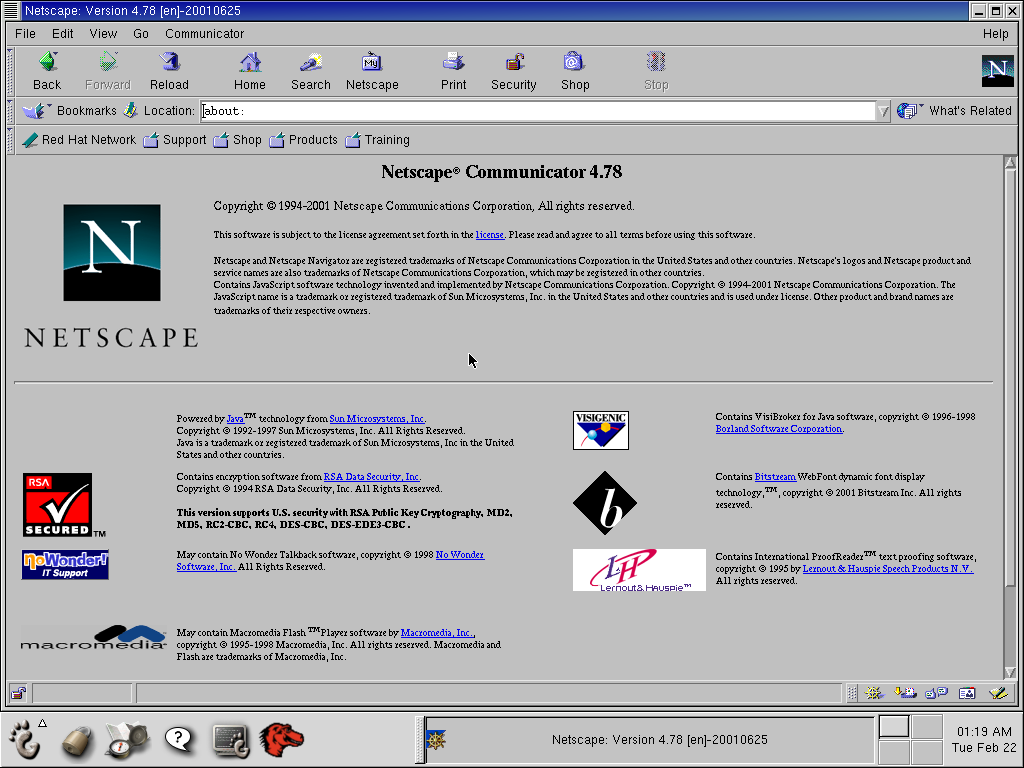 Netscape: Version 4.78 [en]-20010625
File Edit View Go Communicator Help
Back Forward Reload Home Search Netscape Print Security Shop Stop
My
N
Bookmarks Location: about: What's Related
Red Hat Network Support Shop Products Training
Netscape® Communicator 4.78
N
NETSCAPE
Copyright © 1994-2001 Netscape Communications Corporation, All rights reserved.
This software is subject to the license agreement set forth in the license. Please read and agree to all terms before using this software.
Netscape and Netscape Navigator are registered trademarks of Netscape Communications Corporation in the United States and other countries. Netscape's logos and Netscape product and
service names are also trademarks of Netscape Communications Corporation, which may be registered in other countries.
Contains JavaScript software technology invented and implemented by Netscape Communications Corporation. Copyright © 1994-2001 Netscape Communications Corporation. The
JavaScript name is a trademark or registered trademark of Sun Microsystems, Inc. in the United States and other countries and is used under license. Other product and brand names are
trademarks of their respective owners.
Powered by Java™ technology from Sun Microsystems, Inc.
Copyright © 1992-1997 Sun Microsystems, Inc. All Rights Reserved.
Java is a trademark or registered trademark of Sun Microsystems, Inc in the United
States and other countries.
VISIGENIC
Contains VisiBroker for Java software, copyright © 1996-1998
Borland Software Corporation.
RSA
SECURED™
Contains encryption software from RSA Data Security, Inc.
Copyright © 1994 RSA Data Security, Inc. All Rights Reserved.
This version supports U.S. security with RSA Public Key Cryptography, MD2,
MD5, RC2-CBC, RC4, DES-CBC, DES-EDE3-CBC .
b
Contains Bitstream WebFont dynamic font display
technology,™, copyright © 2001 Bitstream Inc. All rights
reserved.
noWonder!
IT Support
May contain No Wonder Talkback software, copyright © 1998 No Wonder
Software, Inc. All Rights Reserved.
LH
Lernout & Hauspie™
Contains International ProofReader™ text proofing software,
copyright © 1995 by Lernout & Hauspie Speech Products N.V.
All rights reserved.
macromedia
May contain Macromedia Flash ™Player software by Macromedia, Inc.,
copyright © 1995-1998 Macromedia, Inc. All rights reserved. Macromedia and
Flash are trademarks of Macromedia, Inc.
?
Netscape: Version 4.78 [en]-20010625
01:19 AM
Tue Feb 22